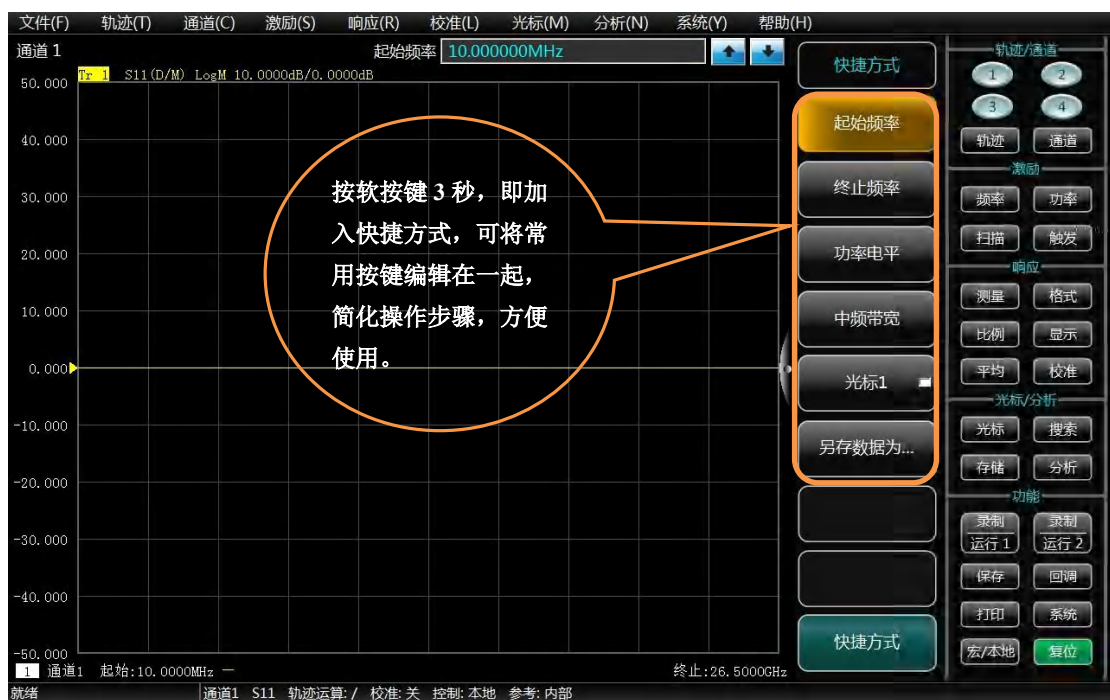 文件(F) 轨迹(T) 通道(C) 激励(S) 响应(R) 校准(L) 光标(M) 分析(N) 系统(Y) 帮助(H)
通道 1
起始频率 10.000000MHz
Tr 1 S11(D/M) LogM 10.0000dB/0.0000dB
50.000
40.000
30.000
20.000
10.000
0.000
-10.000
-20.000
-30.000
-40.000
-50.000
按软按键 3 秒，即加
入快捷方式，可将常
用按键编辑在一起，
简化操作步骤，方便
使用。
1 通道1 起始:10.0000MHz
终止:26.5000GHz
就绪 通道1 S11 轨迹运算:/ 校准:关 控制:本地 参考:内部
快捷方式
起始频率
终止频率
功率电平
中频带宽
光标1
另存数据为...
快捷方式
轨迹/通道
1 2
3 4
轨迹 通道
激励
频率 功率
扫描 触发
响应
测量 格式
比例 显示
平均 校准
光标/分析
光标 搜索
存储 分析
功能
录制 录制
运行 1 运行 2
保存 回调
打印 系统
宏/本地 复位